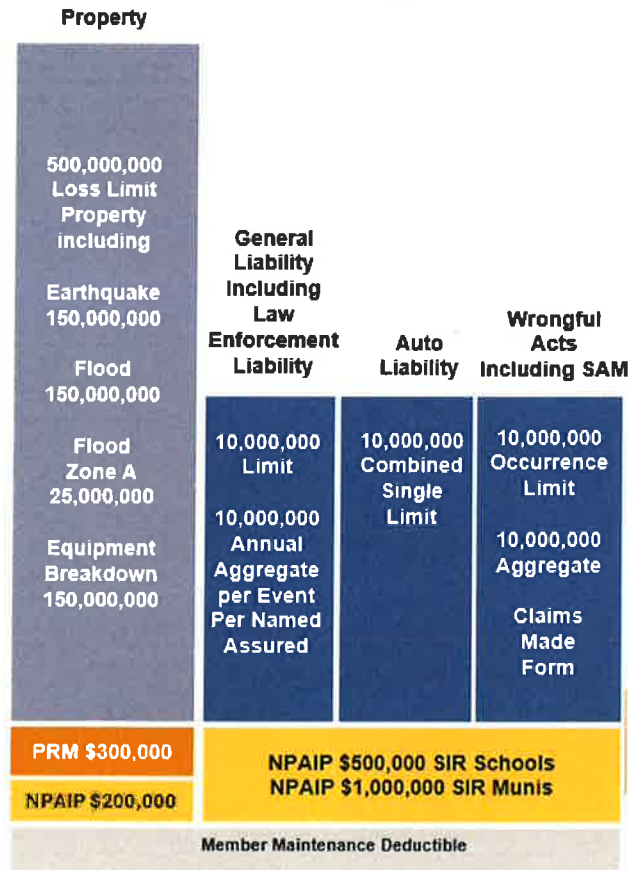 Property
500,000,000
Loss Limit
Property
including
Earthquake
150,000,000
Flood
150,000,000
Flood
Zone A
25,000,000
Equipment
Breakdown
150,000,000
PRM $300,000
NPAIP $200,000
General
Liability
Including
Law
Enforcement
Liability
10,000,000
Limit
10,000,000
Annual
Aggregate
per Event
Per Named
Assured
Auto
Liability
10,000,000
Combined
Single
Limit
Wrongful
Acts
Including SAM
10,000,000
Occurrence
Limit
10,000,000
Aggregate
Claims
Made
Form
NPAIP $500,000 SIR Schools
NPAIP $1,000,000 SIR Munis
Member Maintenance Deductible